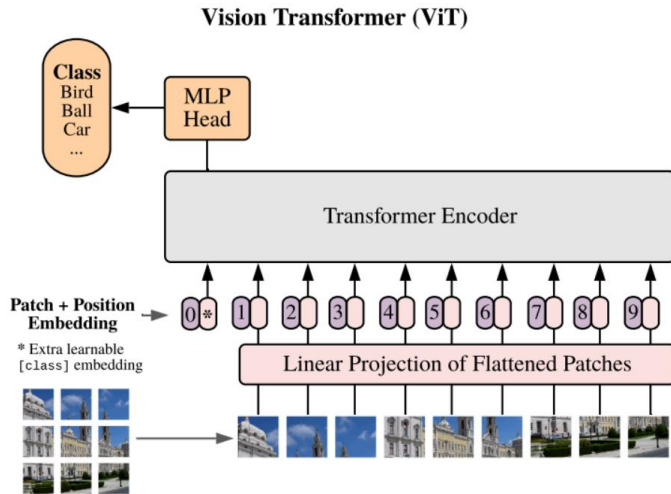 Vision Transformer (ViT)
Class
Bird
Ball
Car
...
MLP
Head
Transformer Encoder
Patch + Position
Embedding
0 * 1 2 3 4 5 6 7 8 9
* Extra learnable
[class] embedding
Linear Projection of Flattened Patches